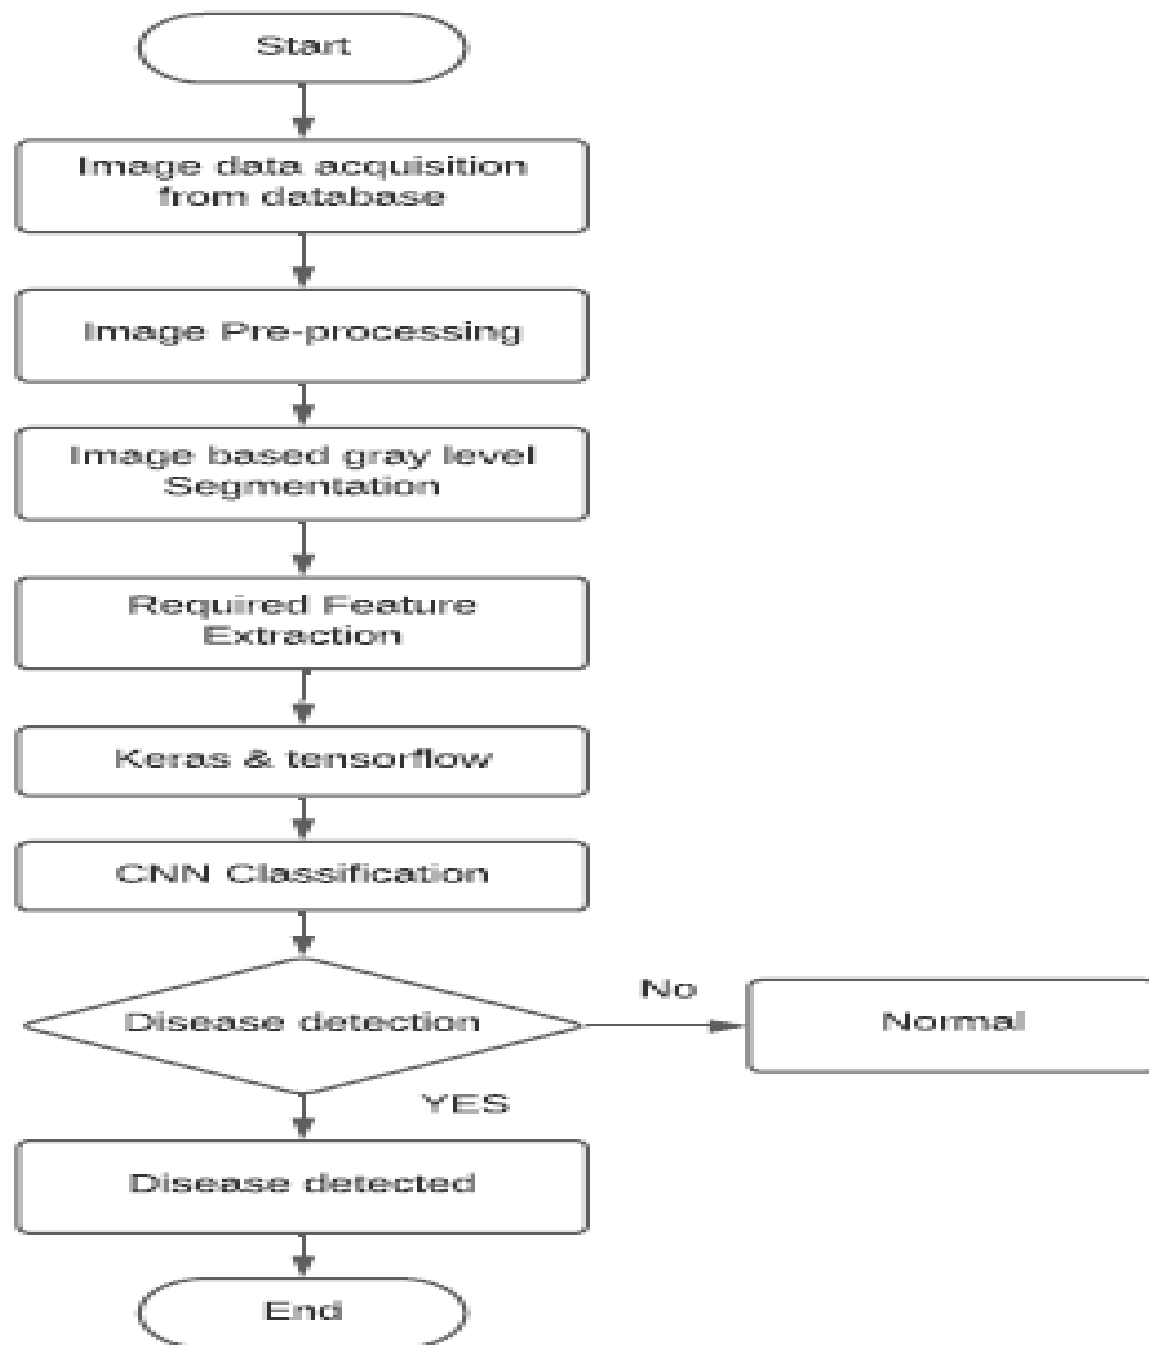 Start
Image data acquisition
from database
Image Pre-processing
Image based gray level
Segmentation
Required Feature
Extraction
Keras & tensorflow
CNN Classification
Disease detection
No
Normal
YES
Disease detected
End